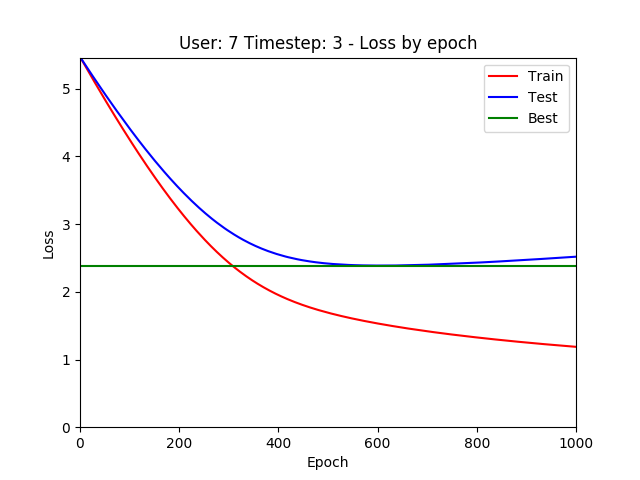 User: 7 Timestep: 3 - Loss by epoch
Train
Test
Best
Loss
5
4
3
2
1
0
0 200 400 600 800 1000
Epoch